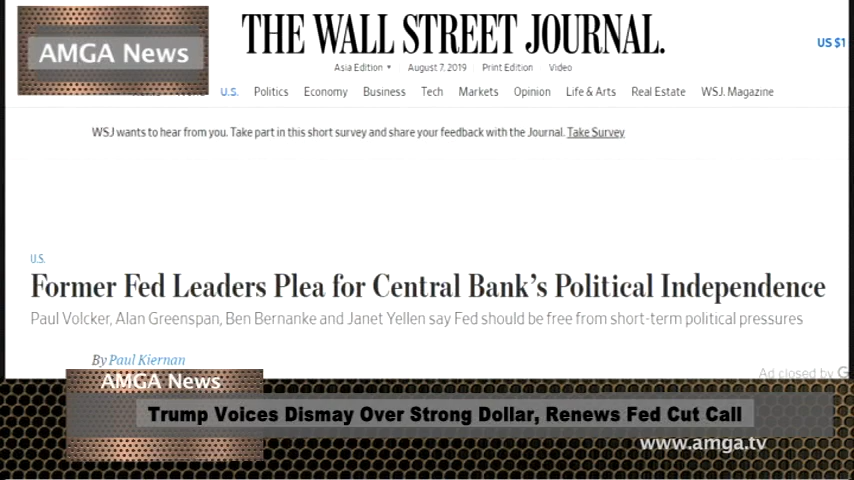 AMGA News
THE WALL STREET JOURNAL.
US $1
Asia Edition August 7, 2019 Print Edition Video
U.S. Politics Economy Business Tech Markets Opinion Life & Arts Real Estate WSJ. Magazine
WSJ wants to hear from you. Take part in this short survey and share your feedback with the Journal. Take Survey
U.S.
Former Fed Leaders Plea for Central Bank's Political Independence
Paul Volcker, Alan Greenspan, Ben Bernanke and Janet Yellen say Fed should be free from short-term political pressures
By Paul Kiernan
Ad closed by G
AMGA News
Trump Voices Dismay Over Strong Dollar, Renews Fed Cut Call
www.amga.tv